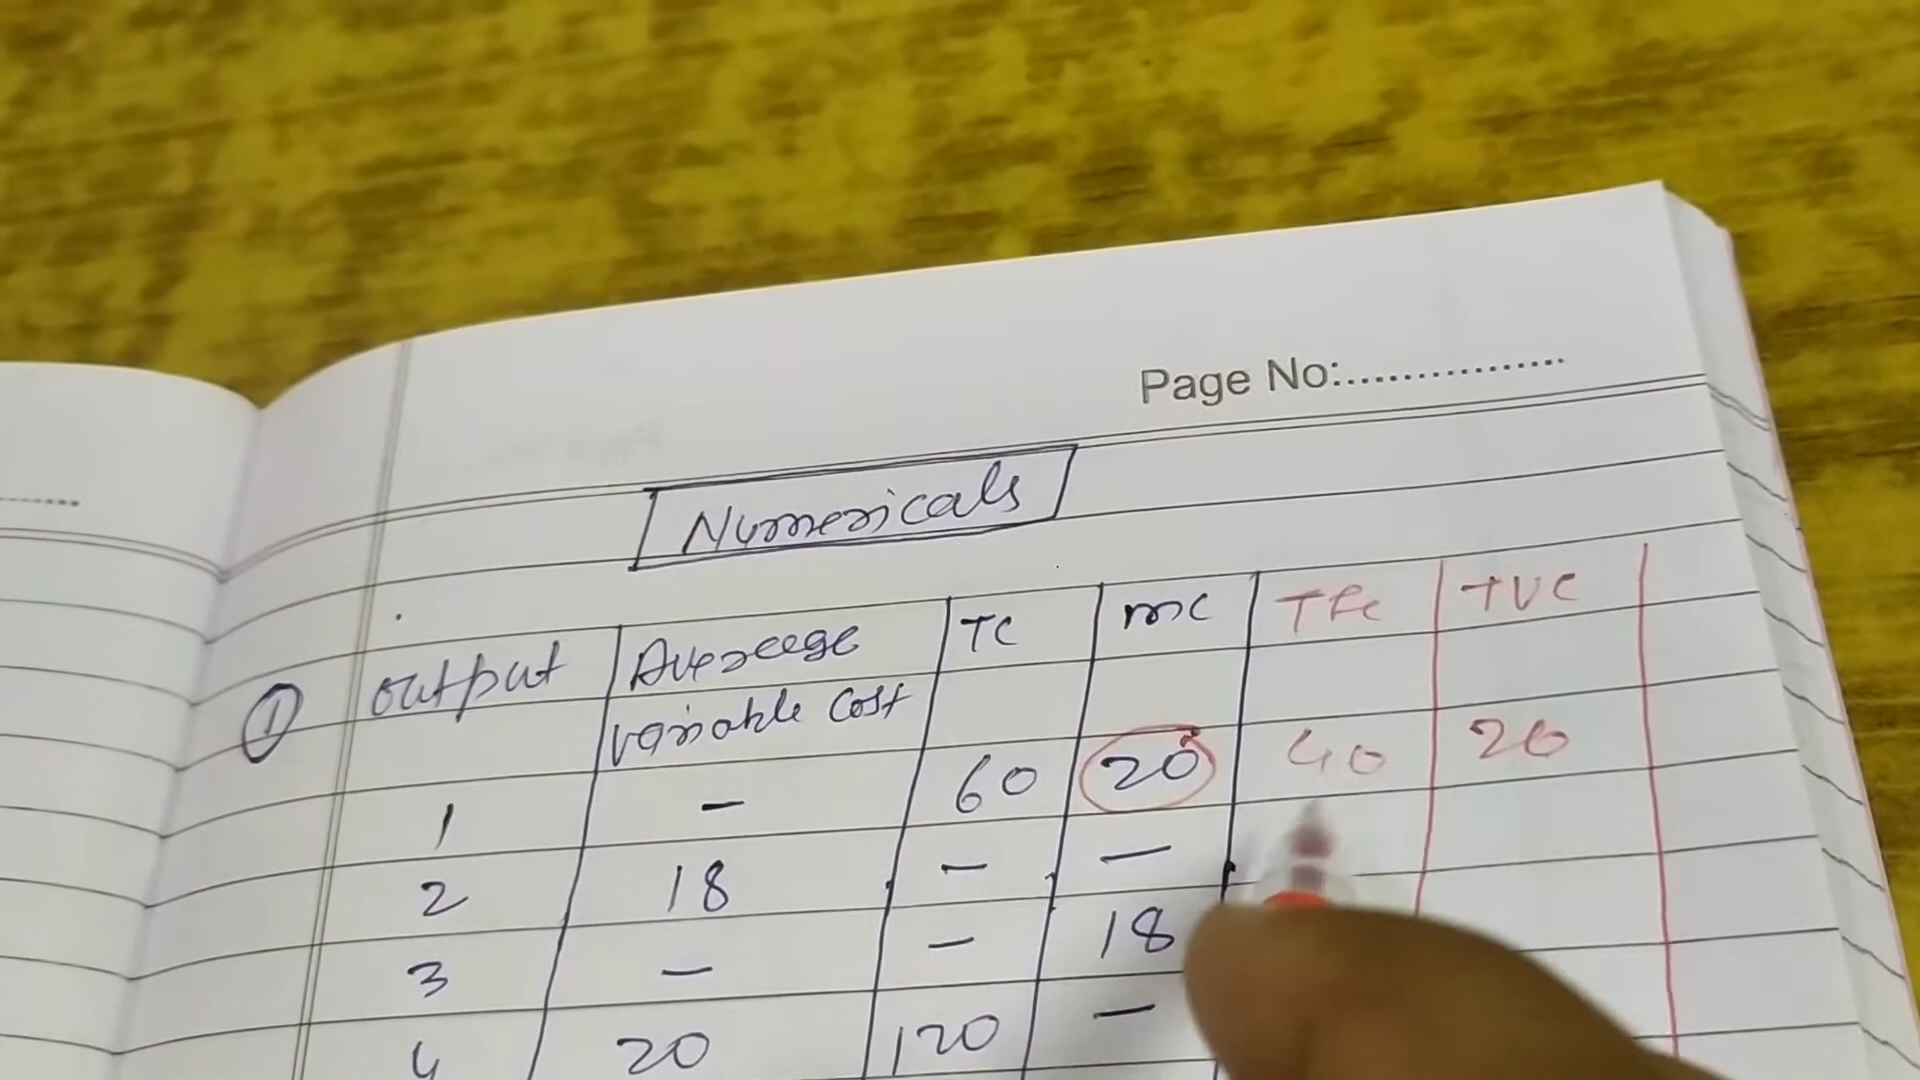 Page No:.................
Numericals
① output Average variable cost TC mc TFC TVC
1 – 60 20 40 20
2 18 – –
3 – – 18
4 20 120 –